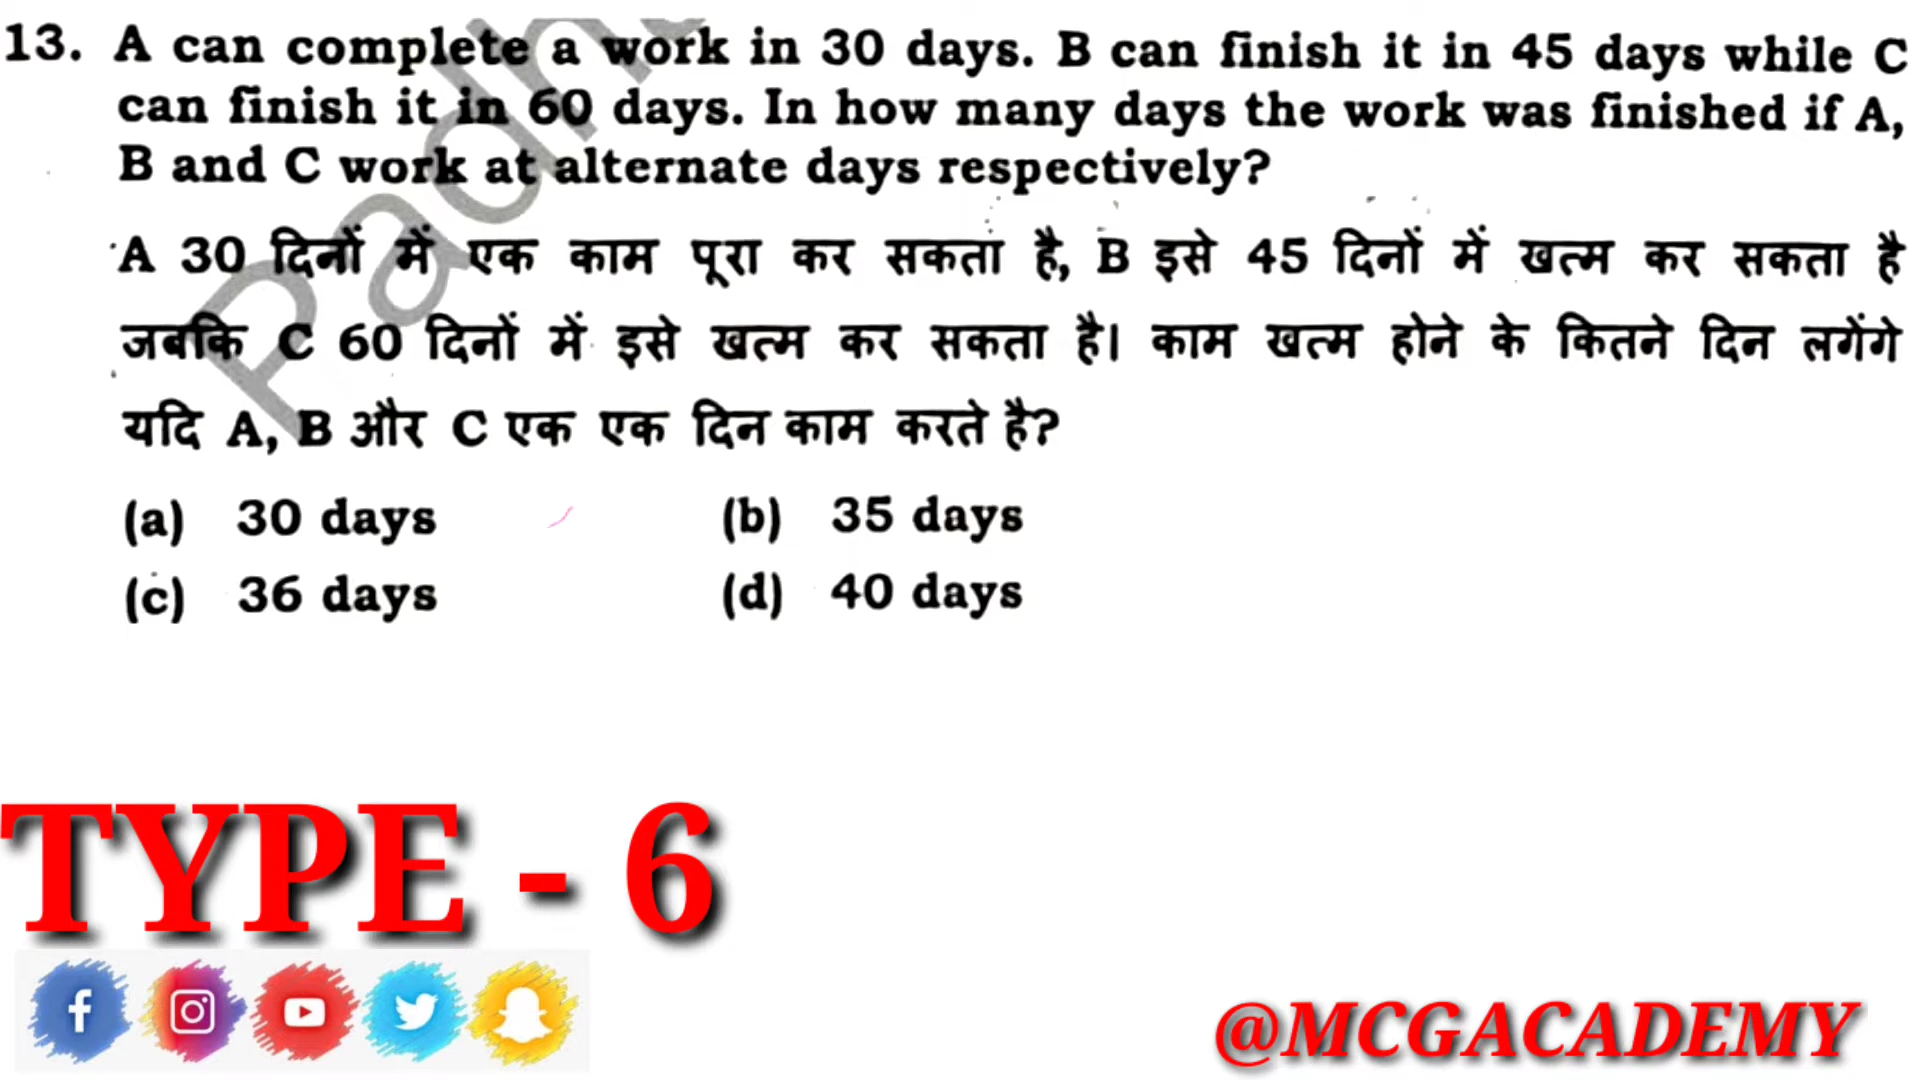 13. A can complete a work in 30 days. B can finish it in 45 days while C
can finish it in 60 days. In how many days the work was finished if A,
B and C work at alternate days respectively?
A 30 दिनों में एक काम पूरा कर सकता है, B इसे 45 दिनों में खत्म कर सकता है
जबकि C 60 दिनों में इसे खत्म कर सकता है। काम खत्म होने के कितने दिन लगेंगे
यदि A, B और C एक एक दिन काम करते है?
(a) 30 days (b) 35 days
(c) 36 days (d) 40 days
TYPE - 6
@MCGACADEMY